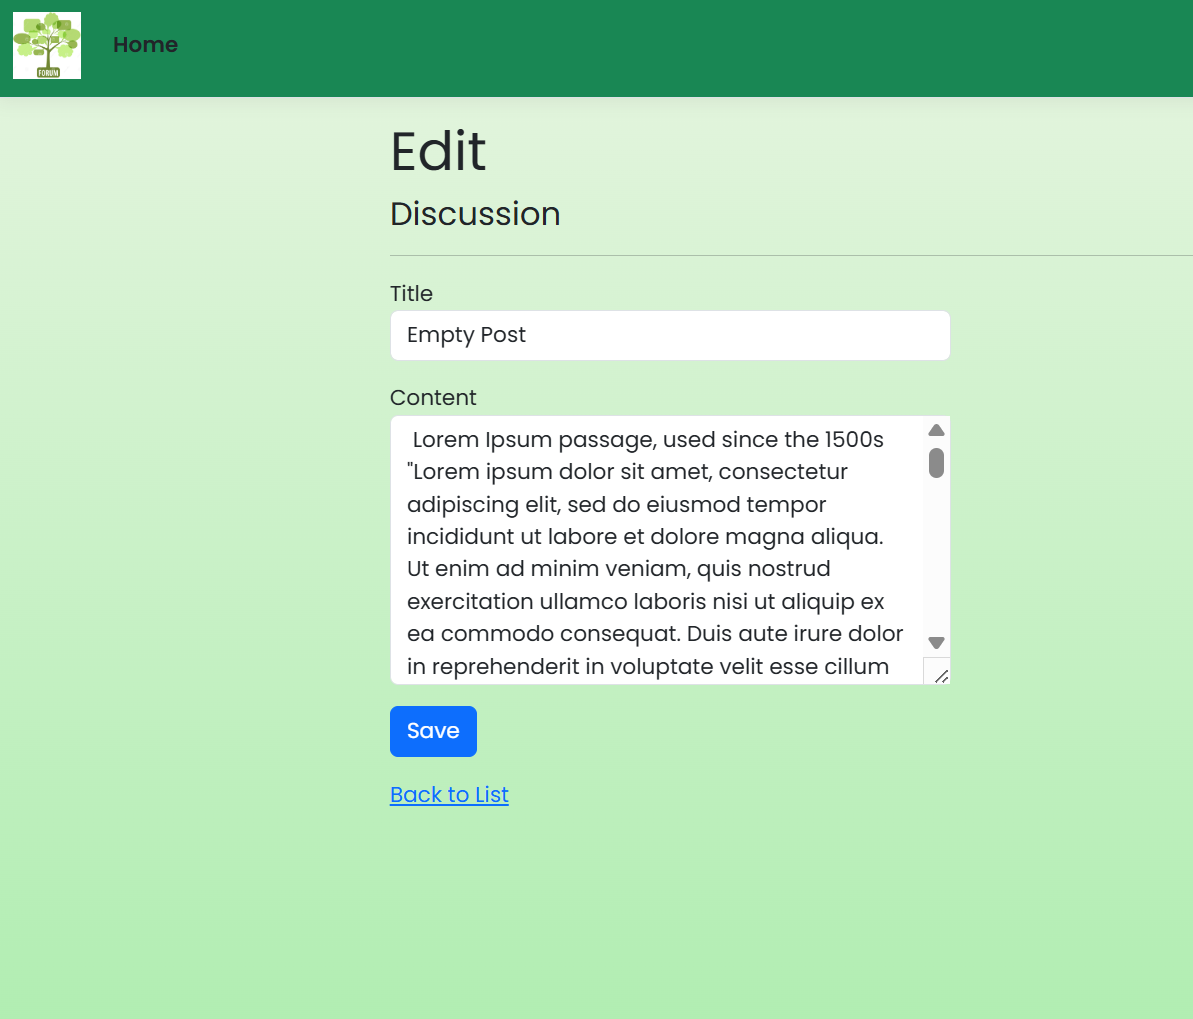 FORUM
Home
Edit
Discussion
Title
Empty Post
Content
Lorem Ipsum passage, used since the 1500s
"Lorem ipsum dolor sit amet, consectetur
adipiscing elit, sed do eiusmod tempor
incididunt ut labore et dolore magna aliqua.
Ut enim ad minim veniam, quis nostrud
exercitation ullamco laboris nisi ut aliquip ex
ea commodo consequat. Duis aute irure dolor
in reprehenderit in voluptate velit esse cillum
Save
Back to List